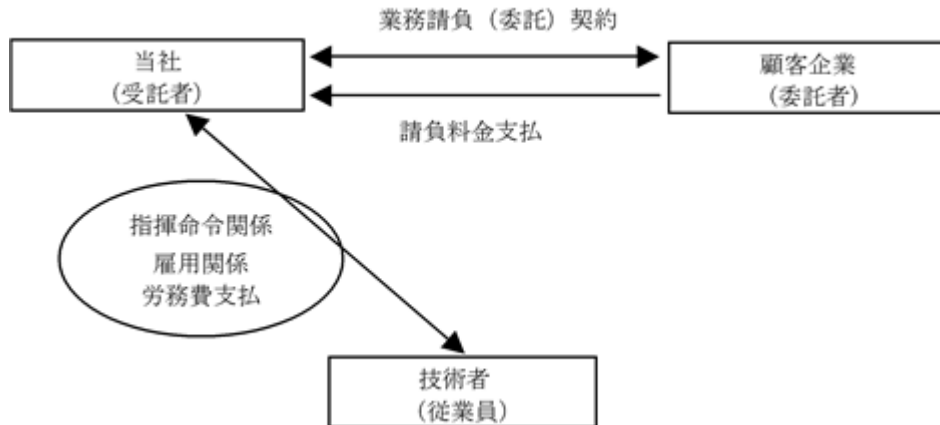 業務請負（委託）契約
当社
（受託者）
顧客企業
（委託者）
請負料金支払
指揮命令関係
雇用関係
労務費支払
技術者
（従業員）